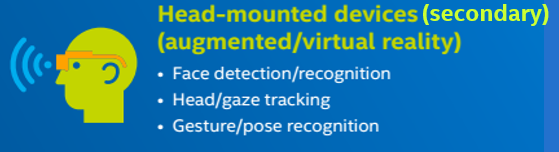 Head-mounted devices (secondary)
(augmented/virtual reality)
• Face detection/recognition
• Head/gaze tracking
• Gesture/pose recognition